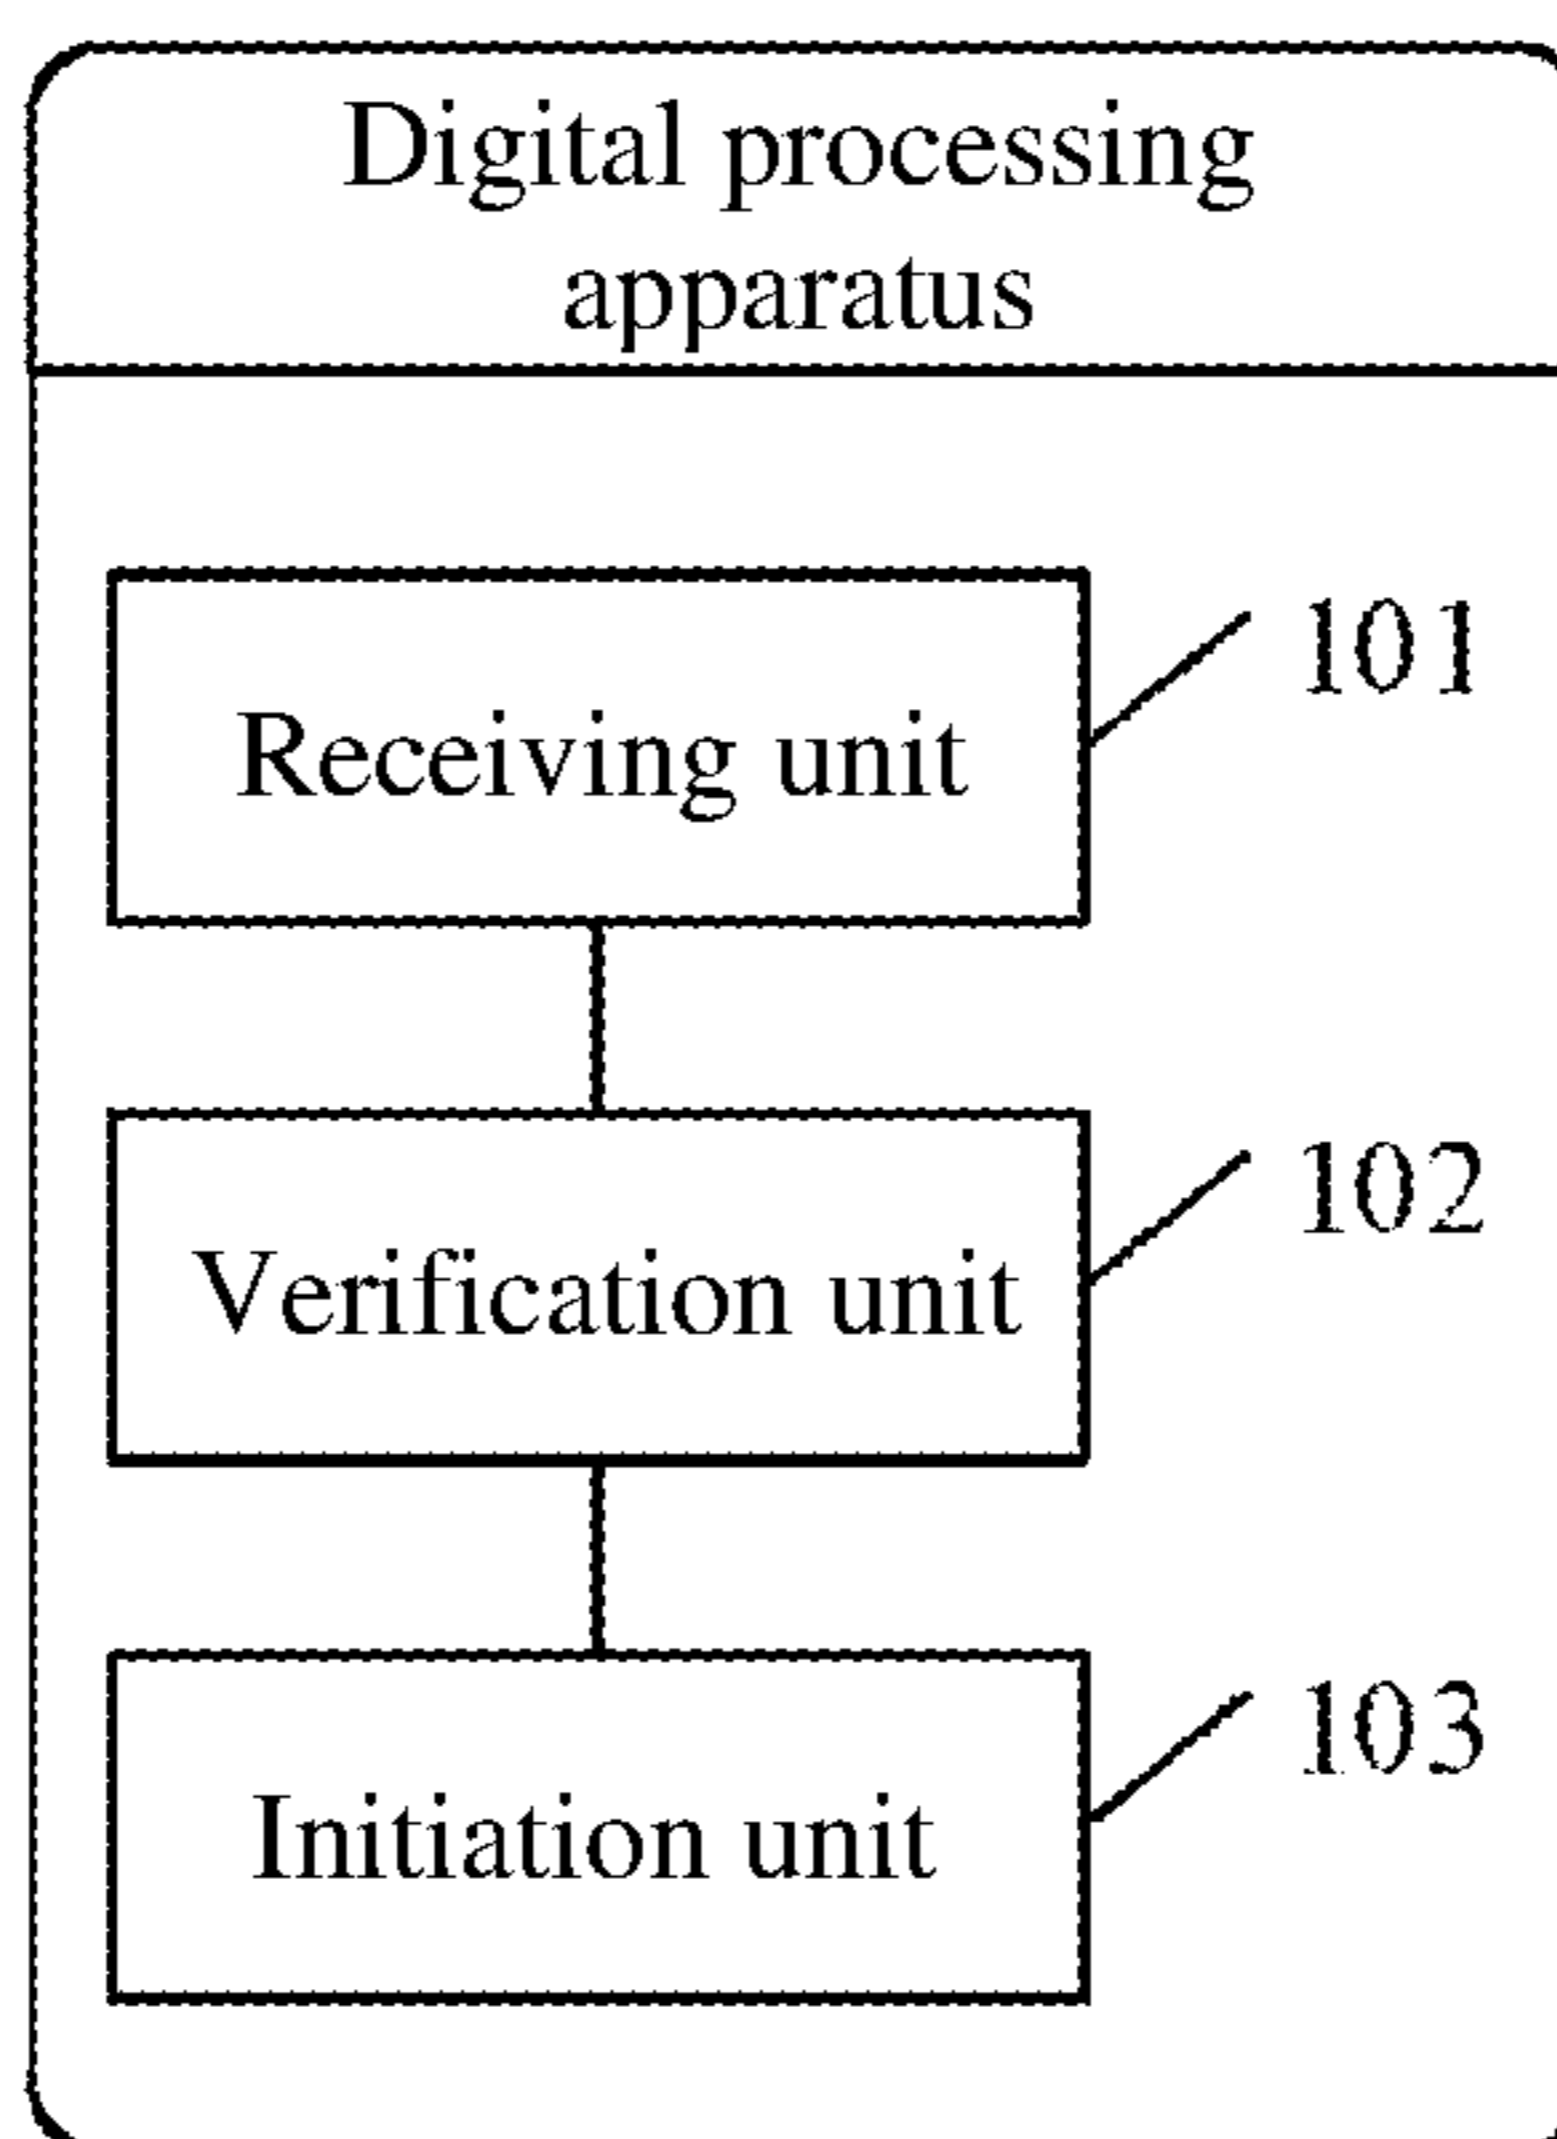 Digital processing
apparatus
Receiving unit
101
Verification unit
102
Initiation unit
103